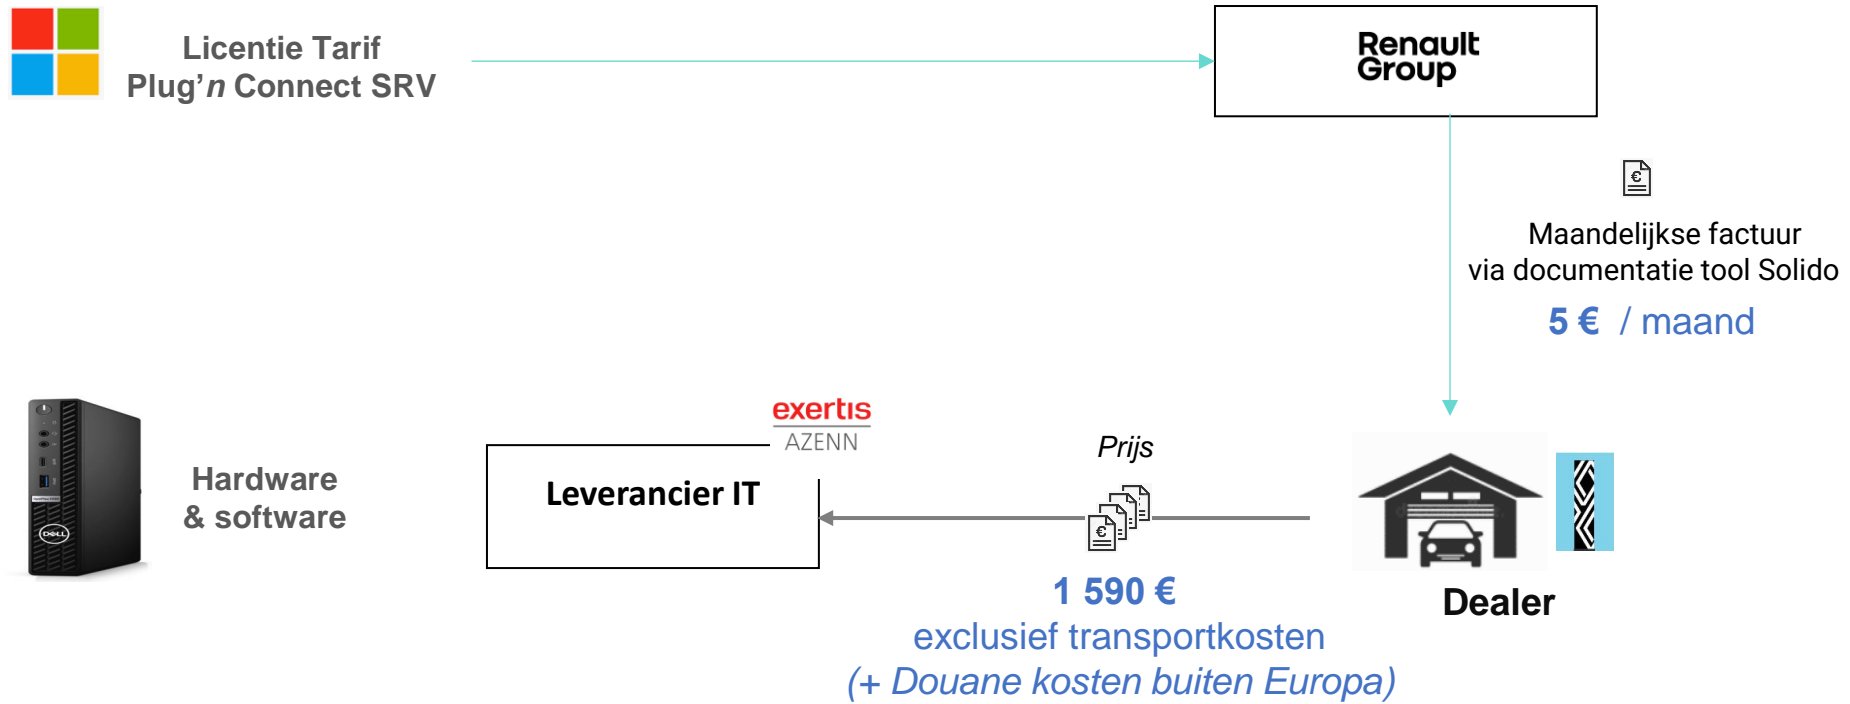 Licentie Tarif
Plug'n Connect SRV
Renault
Group
€
Maandelijkse factuur
via documentatie tool Solido
5 € / maand
Hardware
& software
DELL
exertis
AZENN
Leverancier IT
Prijs
€
1 590 €
exclusief transportkosten
(+ Douane kosten buiten Europa)
Dealer